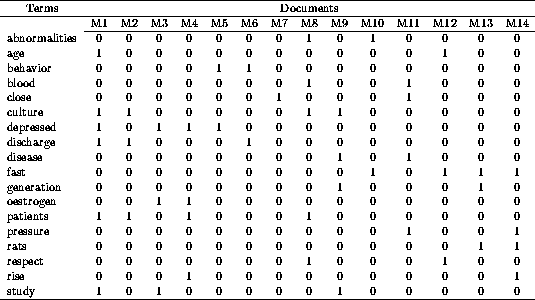 Terms Documents
M1 M2 M3 M4 M5 M6 M7 M8 M9 M10 M11 M12 M13 M14
abnormalities 0 0 0 0 0 0 0 1 0 1 0 0 0 0
age 1 0 0 0 0 0 0 0 0 0 0 1 0 0
behavior 0 0 0 0 1 1 0 0 0 0 0 0 0 0
blood 0 0 0 0 0 0 0 1 0 0 1 0 0 0
close 0 0 0 0 0 0 1 0 0 0 1 0 0 0
culture 1 1 0 0 0 0 0 1 1 0 0 0 0 0
depressed 1 0 1 1 1 0 0 0 0 0 0 0 0 0
discharge 1 1 0 0 0 1 0 0 0 0 0 0 0 0
disease 0 0 0 0 0 0 0 0 1 0 1 0 0 0
fast 0 0 0 0 0 0 0 0 0 1 0 1 1 1
generation 0 0 0 0 0 0 0 0 1 0 0 0 1 0
oestrogen 0 0 1 1 0 0 0 0 0 0 0 0 0 0
patients 1 1 0 1 0 0 0 1 0 0 0 0 0 0
pressure 0 0 0 0 0 0 0 0 0 0 1 0 0 1
rats 0 0 0 0 0 0 0 0 0 0 0 0 1 1
respect 0 0 0 0 0 0 0 1 0 0 0 1 0 0
rise 0 0 0 1 0 0 0 0 0 0 0 0 0 1
study 1 0 1 0 0 0 0 0 1 0 0 0 0 0